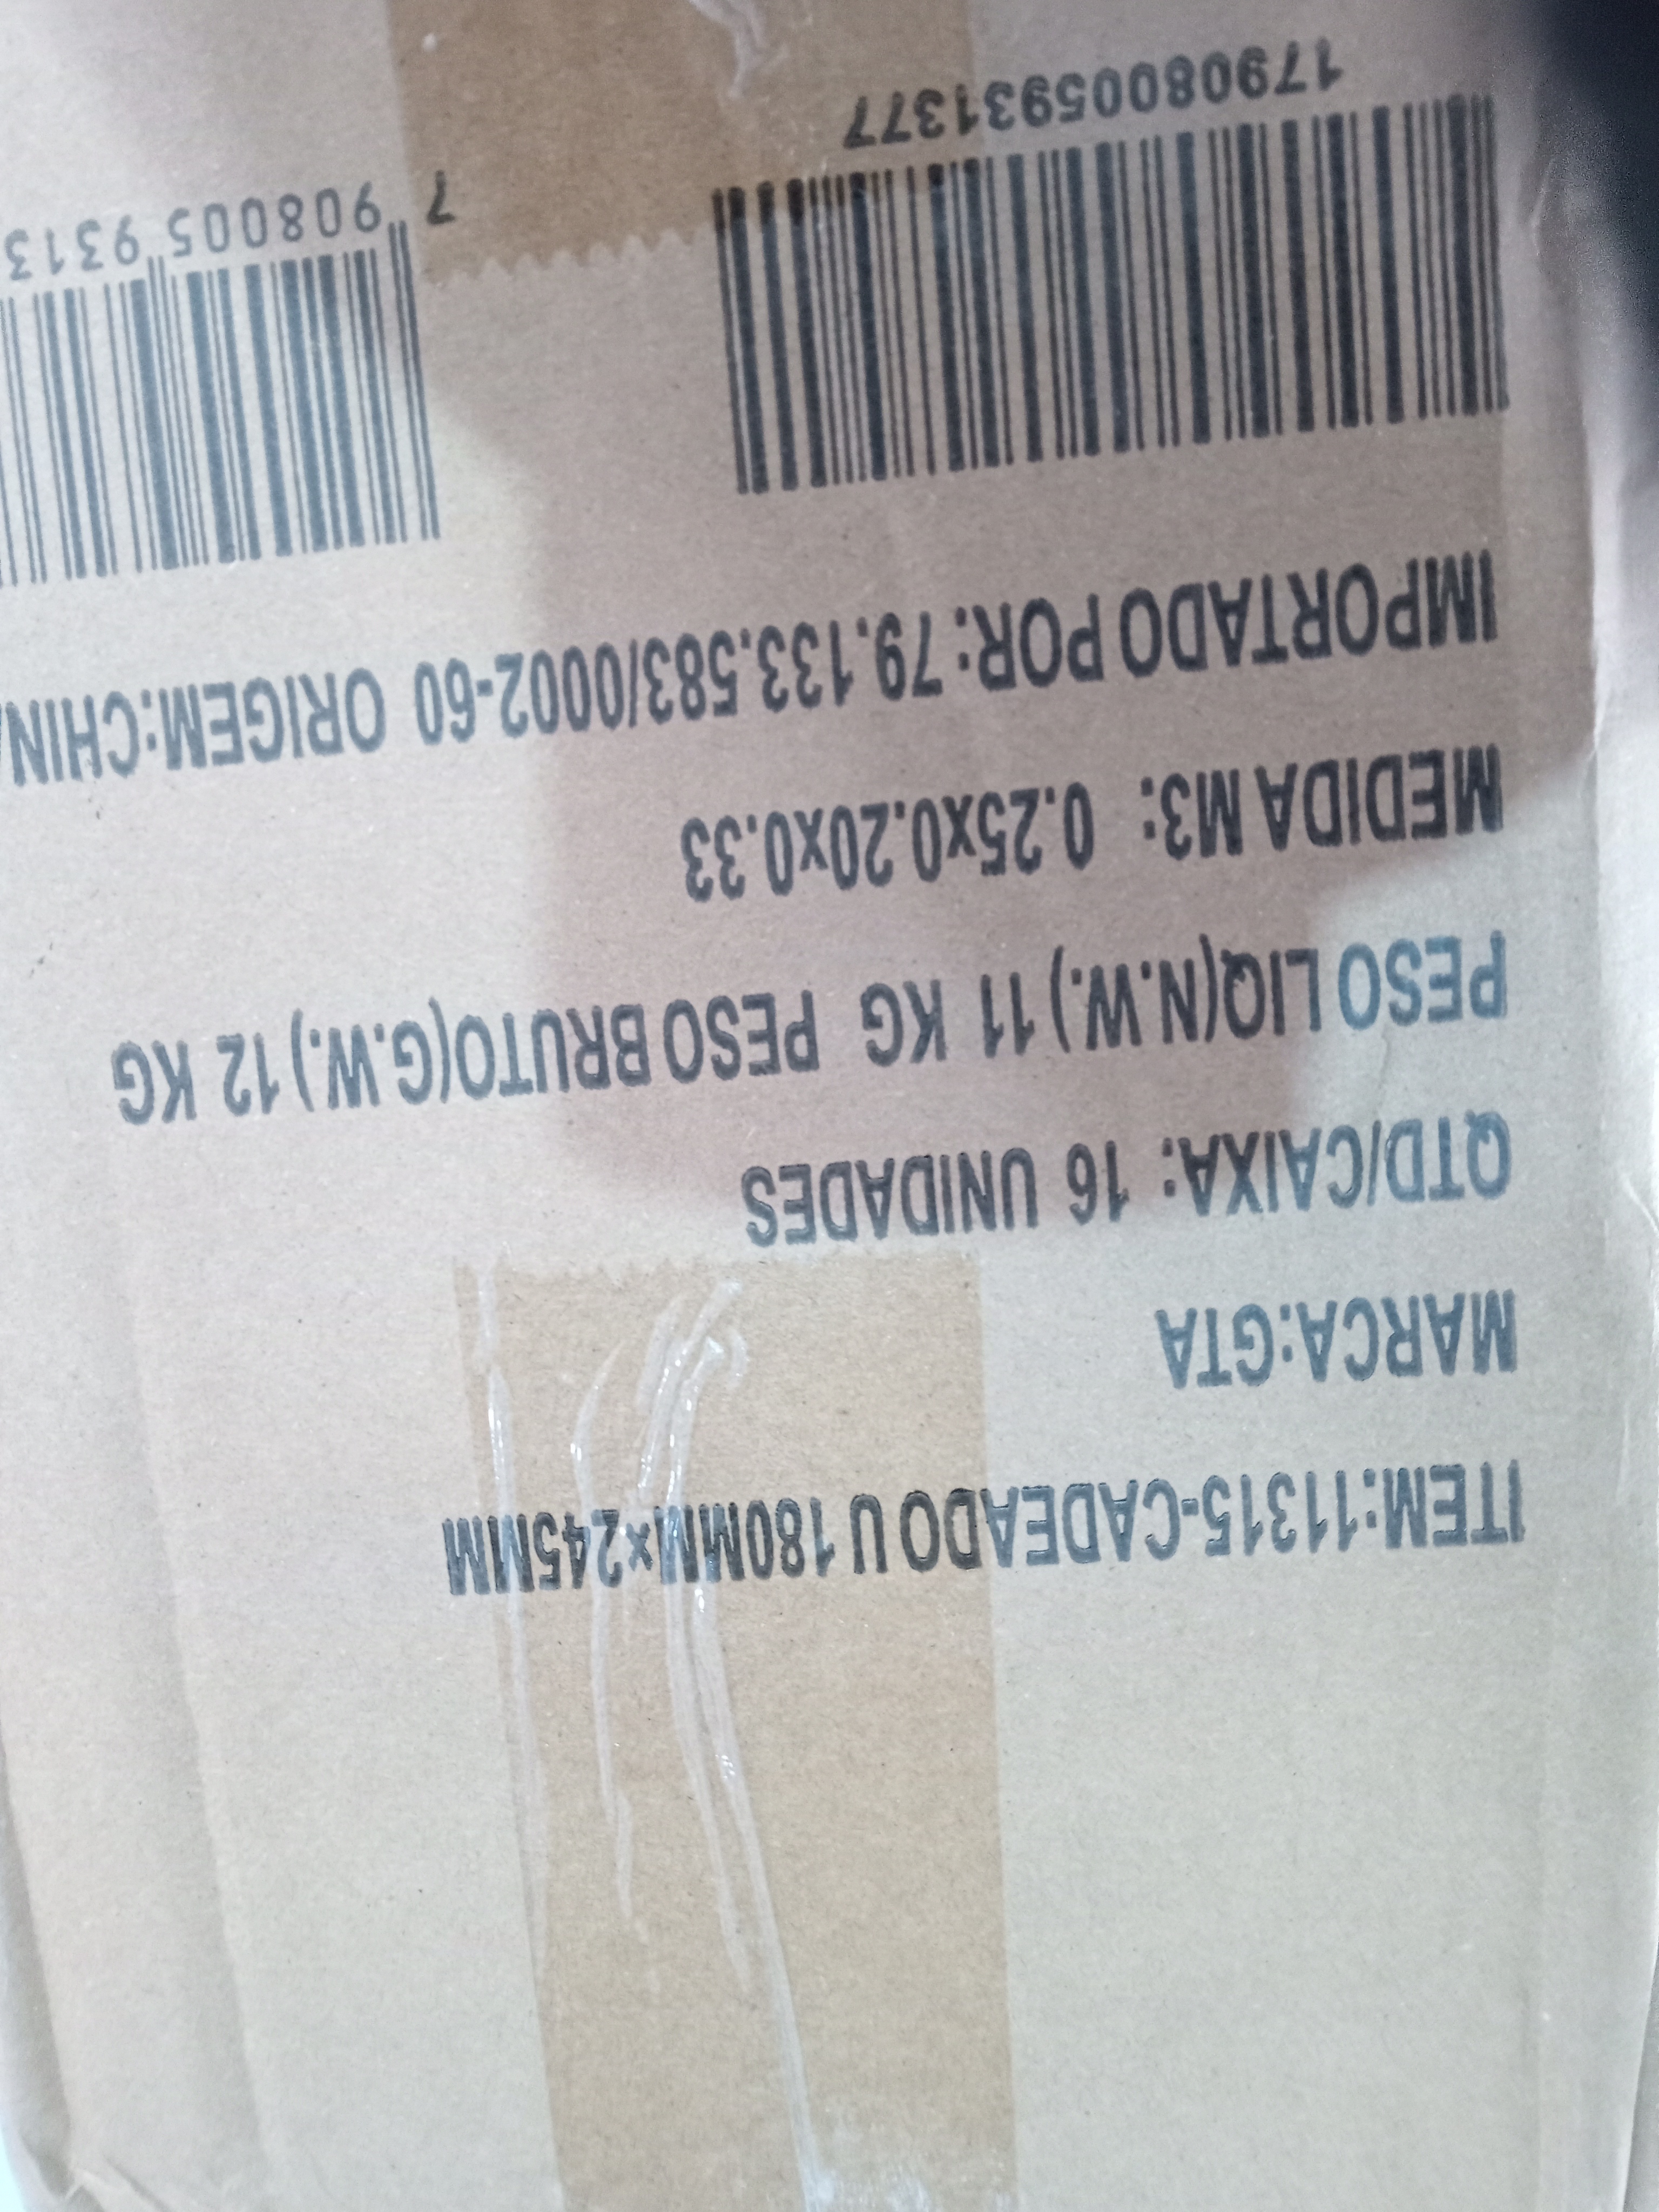 ITEM:11315-CADEADO U 180MM×245MM
MARCA:GTA
QTD/CAIXA: 16 UNIDADES
PESO LIQ(N.W.) 11 KG PESO BRUTO(G.W.) 12 KG
MEDIDA M3: 0.25x0.20x0.33
IMPORTADO POR: 79.133.583/0002-60 ORIGEM:CHINA
17908005931377
7 908005 9313